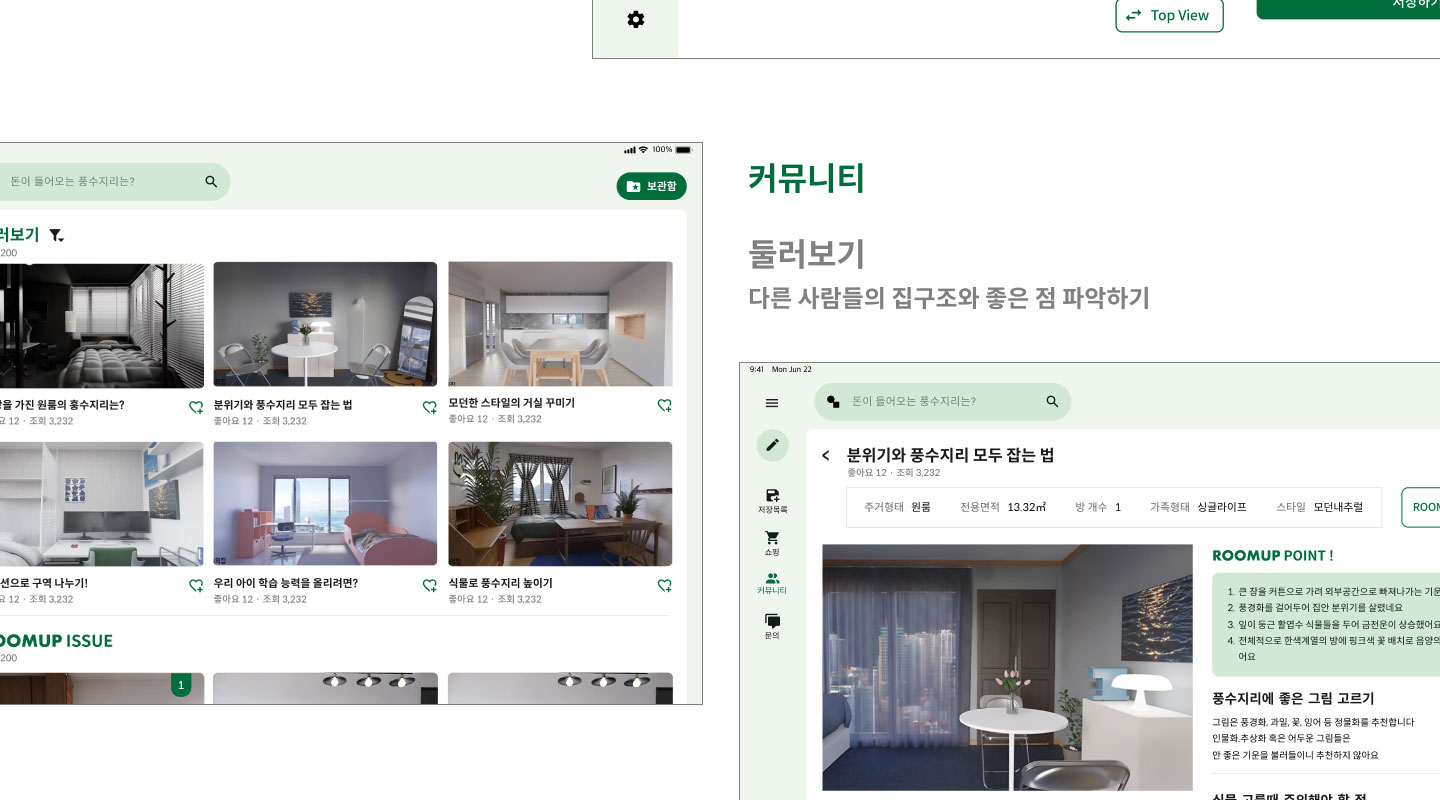 Top View
저장하기
100%
돈이 들어오는 풍수지리는?
보관함
러보기
200
을 가진 원룸의 홍수지리는?
요 12 · 조회 3,232
분위기와 풍수지리 모두 잡는 법
좋아요 12 · 조회 3,232
모던한 스타일의 거실 꾸미기
좋아요 12 · 조회 3,232
선으로 구역 나누기!
요 12 · 조회 3,232
우리 아이 학습 능력을 올리려면?
좋아요 12 · 조회 3,232
식물로 풍수지리 높이기
좋아요 12 · 조회 3,232
OOMUP ISSUE
200
1
커뮤니티
둘러보기
다른 사람들의 집구조와 좋은 점 파악하기
9:41 Mon Jun 22
돈이 들어오는 풍수지리는?
저장목록
쇼핑
커뮤니티
문의
< 분위기와 풍수지리 모두 잡는 법
좋아요 12 · 조회 3,232
주거형태 원룸 전용면적 13.32㎡ 방 개수 1 가족형태 싱글라이프 스타일 모던내추럴
ROOM
ROOMUP POINT !
1. 큰 창을 커튼으로 가려 외부공간으로 빠져나가는 기운
2. 풍경화를 걸어두어 집안 분위기를 살렸네요
3. 잎이 둥근 활엽수 식물들을 두어 금전운이 상승했어요
4. 전체적으로 한색계열의 방에 핑크색 꽃 배치로 음양의
어요
풍수지리에 좋은 그림 고르기
그림은 풍경화, 과일, 꽃, 잉어 등 정물화를 추천합니다
인물화,추상화 혹은 어두운 그림들은
안 좋은 기운을 불러들이니 추천하지 않아요
식물 고를때 주의해야 할 점